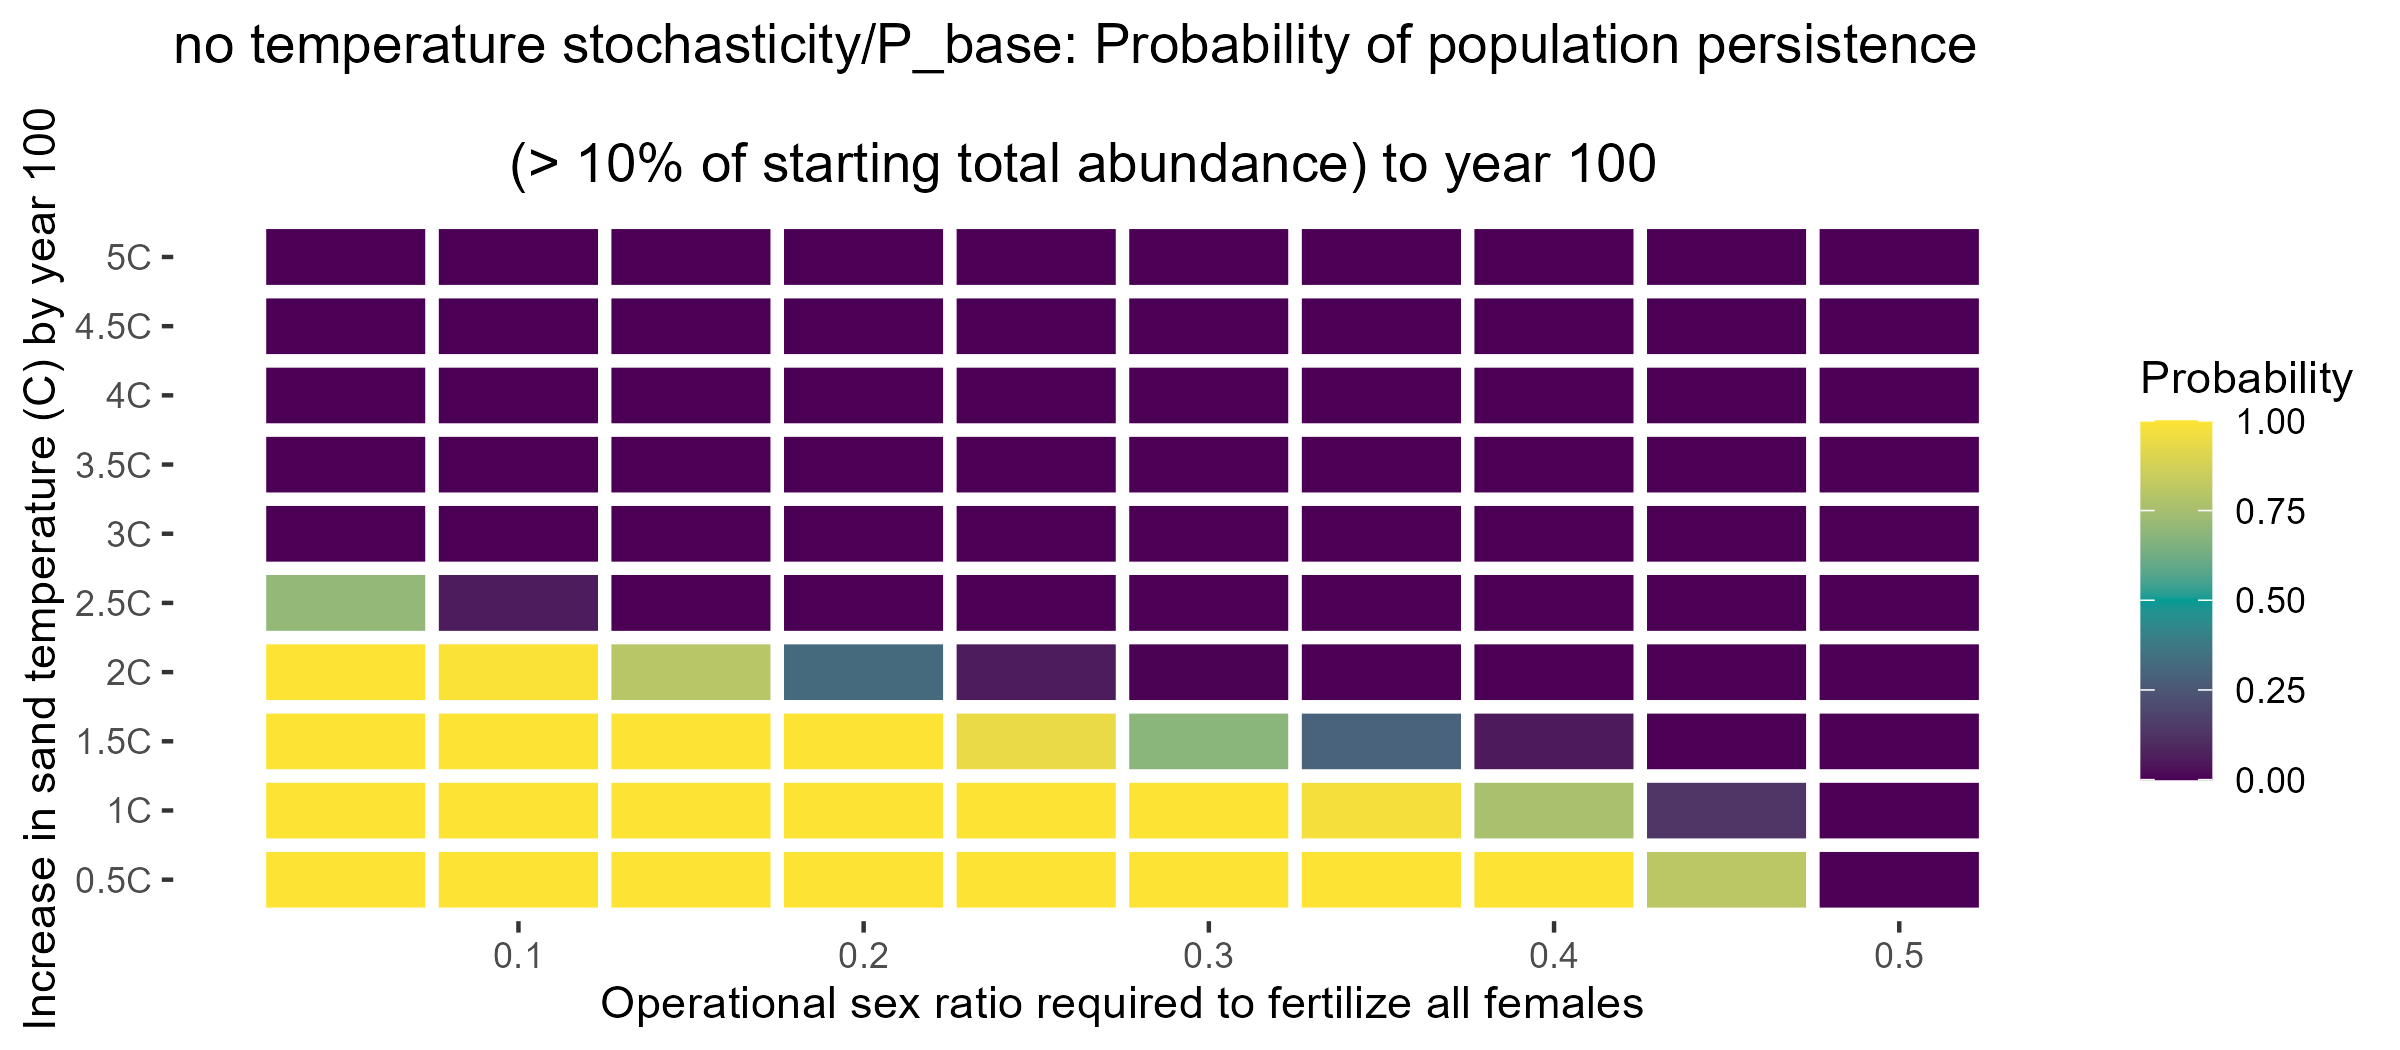 no temperature stochasticity/P_base: Probability of population persistence
(> 10% of starting total abundance) to year 100
Increase in sand temperature (C) by year 100
5C
4.5C
4C
3.5C
3C
2.5C
2C
1.5C
1C
0.5C
0.1
0.2
0.3
0.4
0.5
Operational sex ratio required to fertilize all females
Probability
1.00
0.75
0.50
0.25
0.00